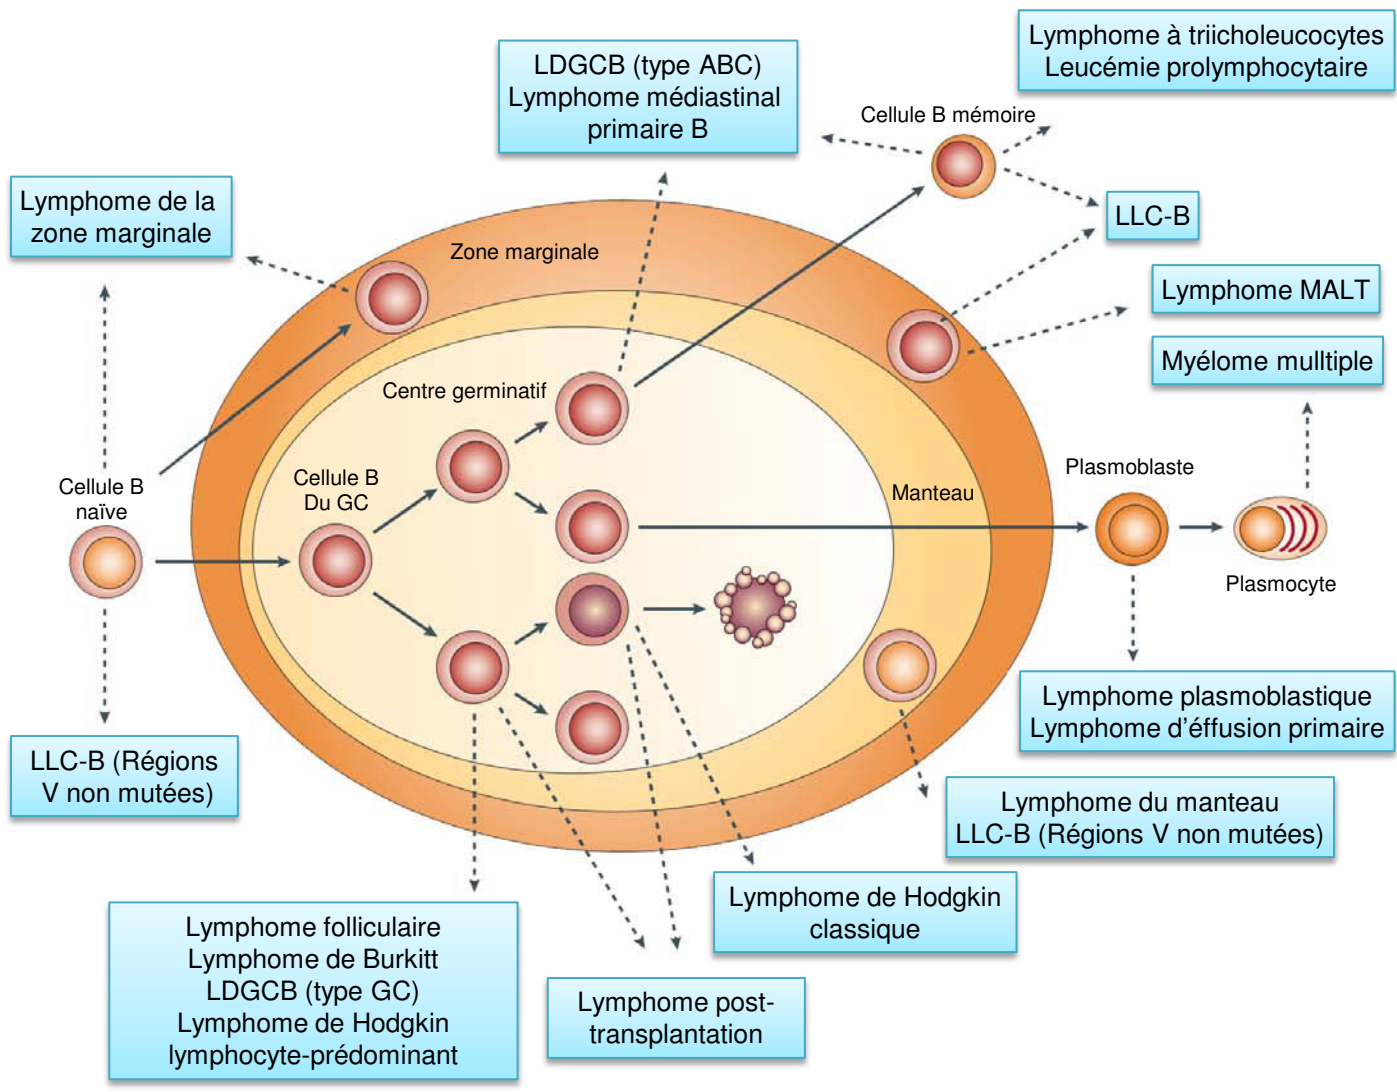 Lymphome à triicholeucocytes
Leucémie prolymphocytaire
LDGCB (type ABC)
Lymphome médiastinal
primaire B
Cellule B mémoire
Lymphome de la
zone marginale
LLC-B
Zone marginale
Lymphome MALT
Myélome mulltiple
Centre germinatif
Cellule B
naïve
Cellule B
Du GC
Manteau
Plasmoblaste
Plasmocyte
LLC-B (Régions
V non mutées)
Lymphome plasmoblastique
Lymphome d'éffusion primaire
Lymphome du manteau
LLC-B (Régions V non mutées)
Lymphome de Hodgkin
classique
Lymphome folliculaire
Lymphome de Burkitt
LDGCB (type GC)
Lymphome de Hodgkin
lymphocyte-prédominant
Lymphome post-
transplantation